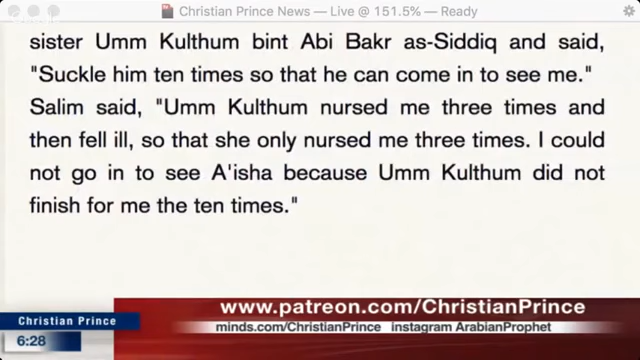 Christian Prince News — Live @ 151.5% — Ready
sister Umm Kulthum bint Abi Bakr as-Siddiq and said,
"Suckle him ten times so that he can come in to see me."
Salim said, "Umm Kulthum nursed me three times and
then fell ill, so that she only nursed me three times. I could
not go in to see A'isha because Umm Kulthum did not
finish for me the ten times."
www.patreon.com/ChristianPrince
Christian Prince
minds.com/ChristianPrince instagram ArabianProphet
6:28